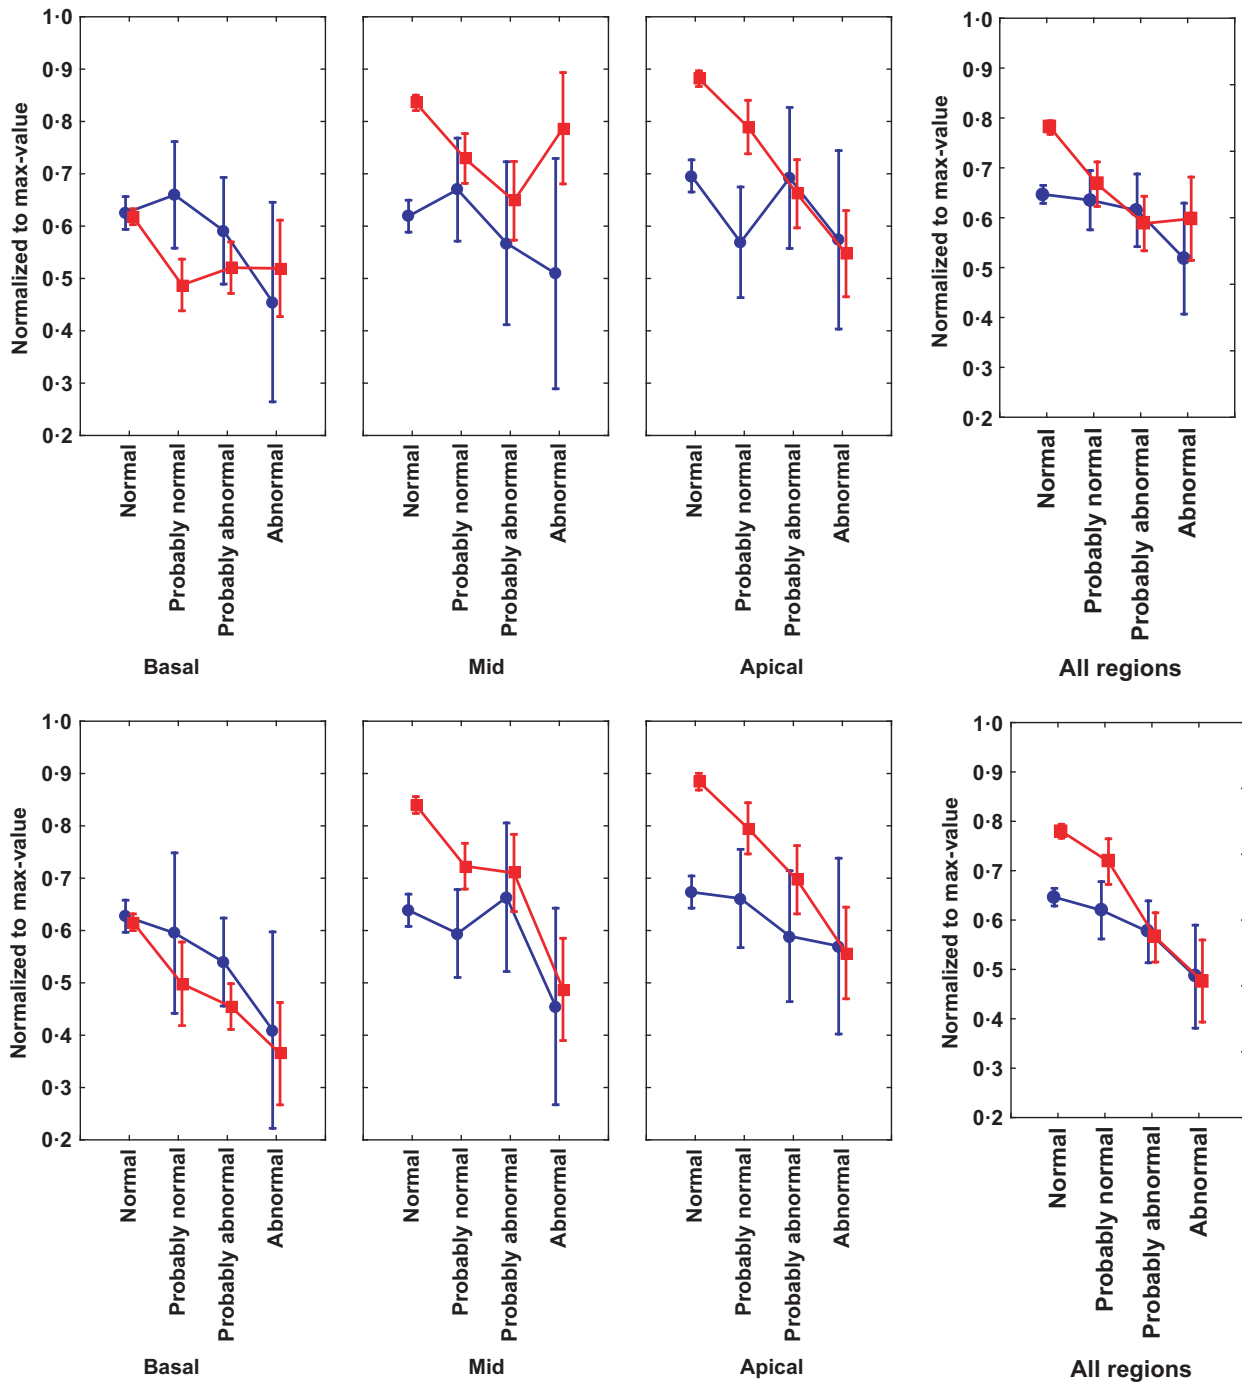 Normalized to max-value
1·0
0·9
0·8
0·7
0·6
0·5
0·4
0·3
0·2
Normal
Probably normal
Probably abnormal
Abnormal
Basal
Normal
Probably normal
Probably abnormal
Abnormal
Mid
Normal
Probably normal
Probably abnormal
Abnormal
Apical
Normalized to max-value
1·0
0·9
0·8
0·7
0·6
0·5
0·4
0·3
0·2
Normal
Probably normal
Probably abnormal
Abnormal
All regions
Normalized to max-value
1·0
0·9
0·8
0·7
0·6
0·5
0·4
0·3
0·2
Normal
Probably normal
Probably abnormal
Abnormal
Basal
Normal
Probably normal
Probably abnormal
Abnormal
Mid
Normal
Probably normal
Probably abnormal
Abnormal
Apical
Normalized to max-value
1·0
0·9
0·8
0·7
0·6
0·5
0·4
0·3
0·2
Normal
Probably normal
Probably abnormal
Abnormal
All regions